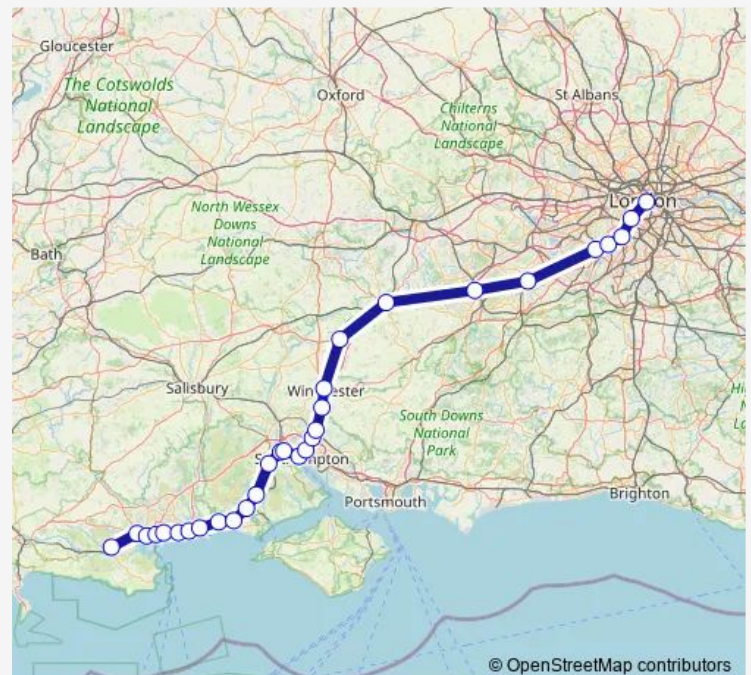 Gloucester
The Cotswolds
National
Landscape
Oxford
St Albans
Chilterns
National
Landscape
London
North Wessex
Downs
National
Landscape
Bath
Salisbury
Winchester
South Downs
National
Park
Southampton
Portsmouth
Brighton
© OpenStreetMap contributors